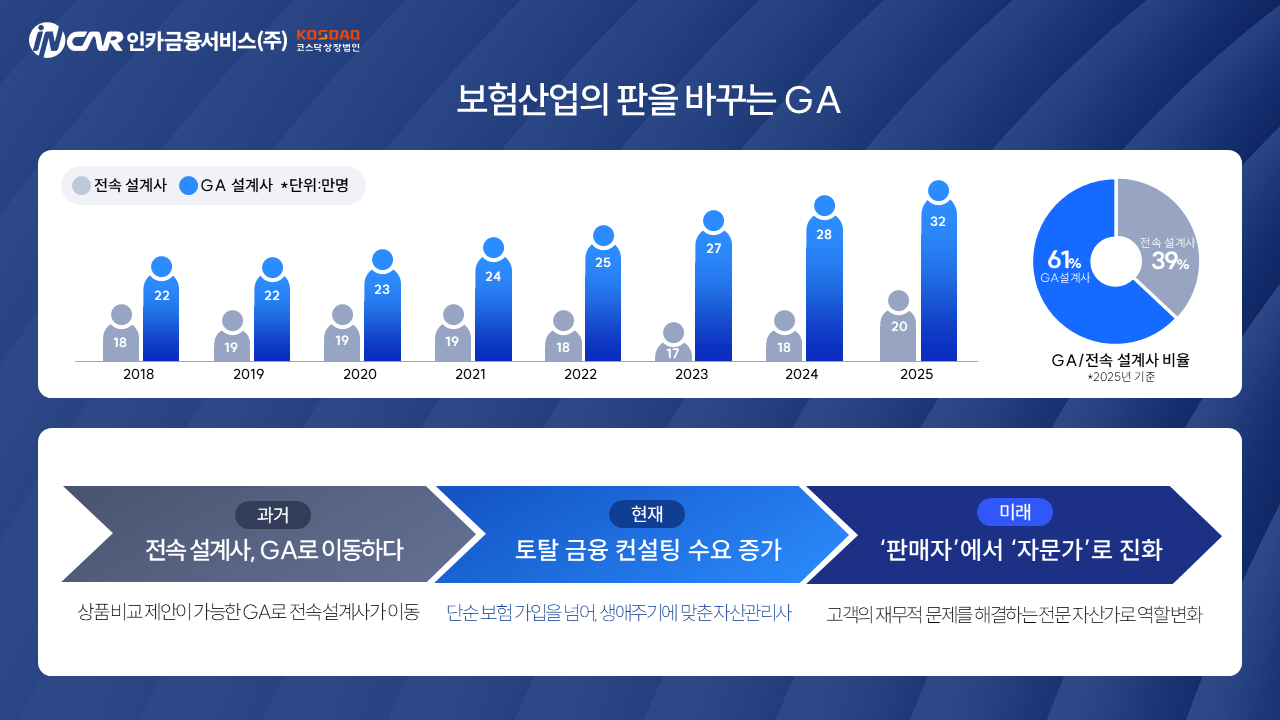 iNCAR 인카금융서비스(주) KOSDAQ 코스닥상장법인
보험산업의 판을 바꾸는 GA
전속 설계사 GA 설계사 *단위:만명
18 22 19 22 19 23 19 24 18 25 17 27 18 28 20 32
2018 2019 2020 2021 2022 2023 2024 2025
61% GA설계사
전속 설계사 39%
GA/전속 설계사 비율
*2025년 기준
과거
전속 설계사, GA로 이동하다
상품 비교 제안이 가능한 GA로 전속 설계사가 이동
현재
토탈 금융 컨설팅 수요 증가
단순 보험 가입을 넘어, 생애주기에 맞춘 자산관리사
미래
‘판매자’에서 ‘자문가’로 진화
고객의 재무적 문제를 해결하는 전문 자산가로 역할 변화